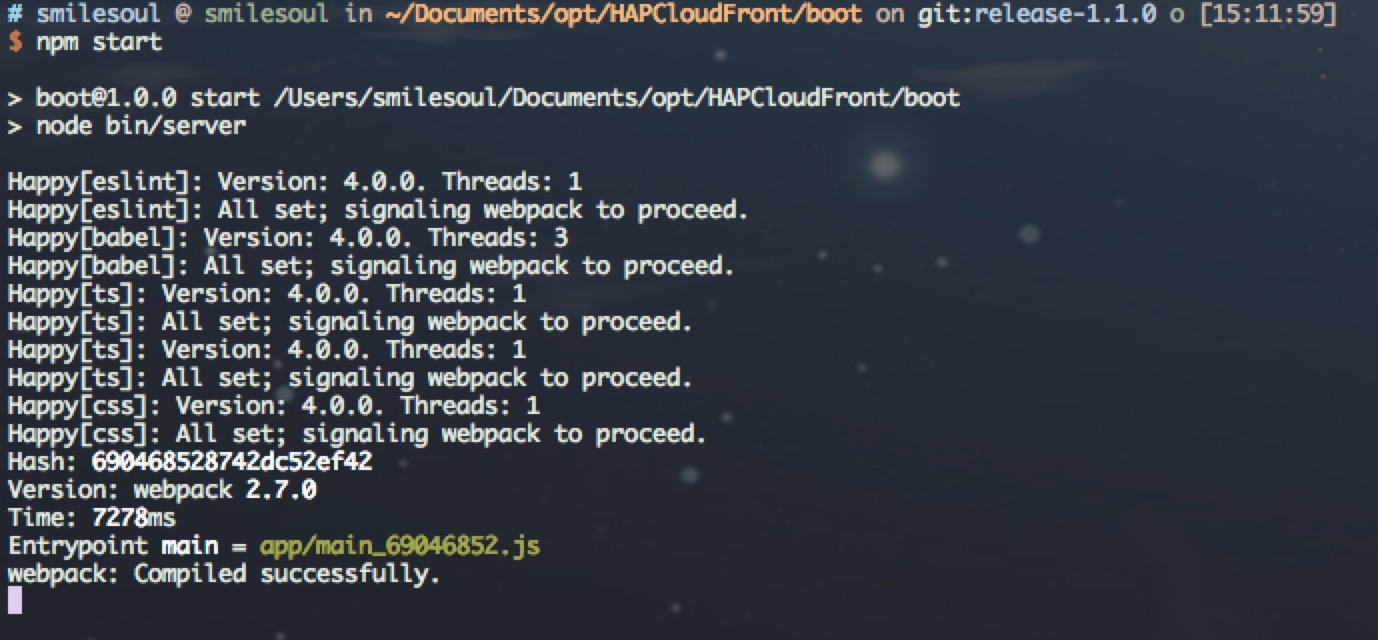 # smilesoul @ smilesoul in ~/Documents/opt/HAPCloudFront/boot on git:release-1.1.0 o [15:11:59]
$ npm start
> boot@1.0.0 start /Users/smilesoul/Documents/opt/HAPCloudFront/boot
> node bin/server
Happy[eslint]: Version: 4.0.0. Threads: 1
Happy[eslint]: All set; signaling webpack to proceed.
Happy[babel]: Version: 4.0.0. Threads: 3
Happy[babel]: All set; signaling webpack to proceed.
Happy[ts]: Version: 4.0.0. Threads: 1
Happy[ts]: All set; signaling webpack to proceed.
Happy[ts]: Version: 4.0.0. Threads: 1
Happy[ts]: All set; signaling webpack to proceed.
Happy[css]: Version: 4.0.0. Threads: 1
Happy[css]: All set; signaling webpack to proceed.
Hash: 690468528742dc52ef42
Version: webpack 2.7.0
Time: 7278ms
Entrypoint main = app/main_69046852.js
webpack: Compiled successfully.